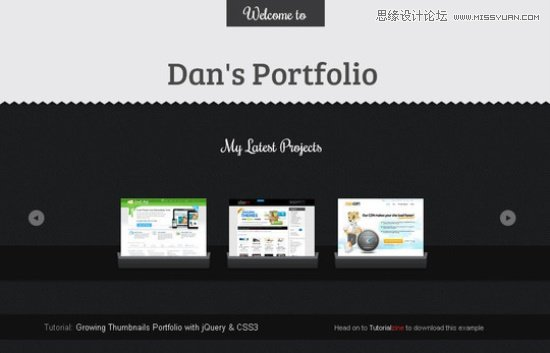 Welcome to
思缘设计论坛 WWW.MISSYUAN.COM
Dan's Portfolio
My Latest Projects
Tutorial: Growing Thumbnails Portfolio with jQuery & CSS3
Head on to Tutorialzine to download this example